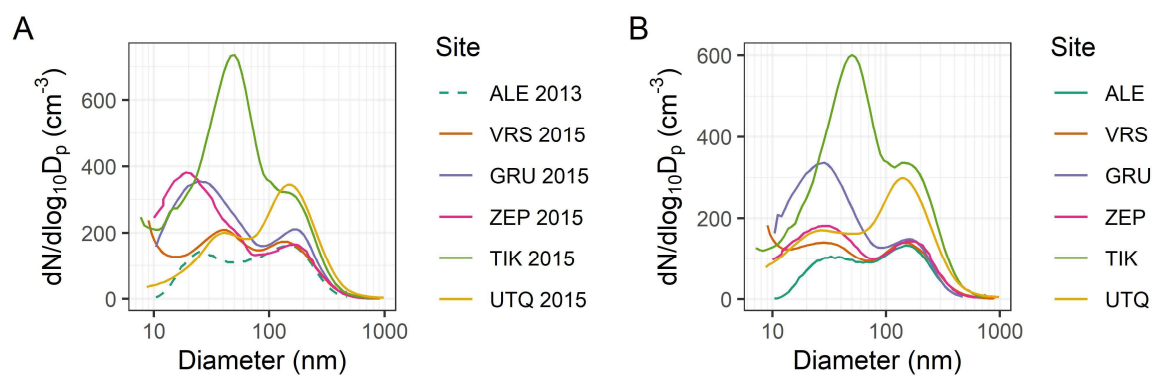 A
dN/dlog₁₀Dₚ (cm⁻³)
600
400
200
0
10
100
1000
Diameter (nm)
Site
ALE 2013
VRS 2015
GRU 2015
ZEP 2015
TIK 2015
UTQ 2015
B
dN/dlog₁₀Dₚ (cm⁻³)
600
400
200
0
10
100
1000
Diameter (nm)
Site
ALE
VRS
GRU
ZEP
TIK
UTQ